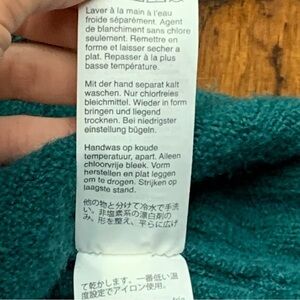 Laver à la main à l'eau
froide séparément. Agent
de blanchiment sans chlore
seulement. Remettre en
forme et laisser secher a
plat. Repasser à la plus
basse température.
Mit der hand separat kalt
waschen. Nur chlorfreies
bleichmittel. Wieder in form
bringen und liegend
trocknen. Bei niedrigster
einstellung bügeln.
Handwas op koude
temperatuur, apart. Alleen
chloorvrije bleek. Vorm
herstellen en plat leggen
om te drogen. Strijken op
laagste stand.
他の物と分けて冷水で手洗
い。非塩素系の漂白剤の
み。形を整え、平らに広げ
て乾かします。一番低い温
度設定でアイロン使用。